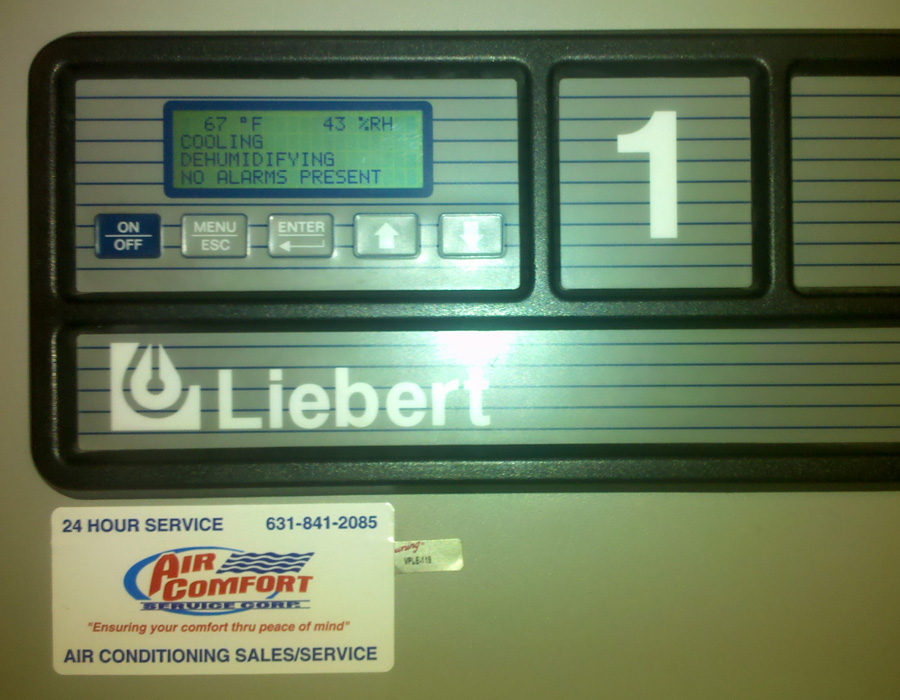 67 °F 43 %RH
COOLING
DEHUMIDIFYING
NO ALARMS PRESENT
ON
OFF
MENU
ESC
ENTER
1
Liebert
24 HOUR SERVICE 631-841-2085
AIR
COMFORT
SERVICE CORP.
"Ensuring your comfort thru peace of mind"
AIR CONDITIONING SALES/SERVICE